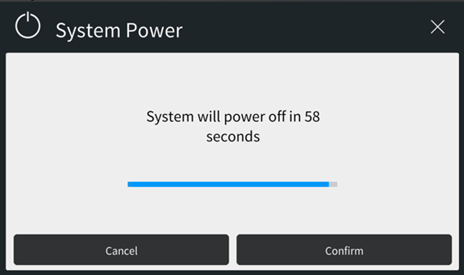 System Power
System will power off in 58
seconds
Cancel
Confirm